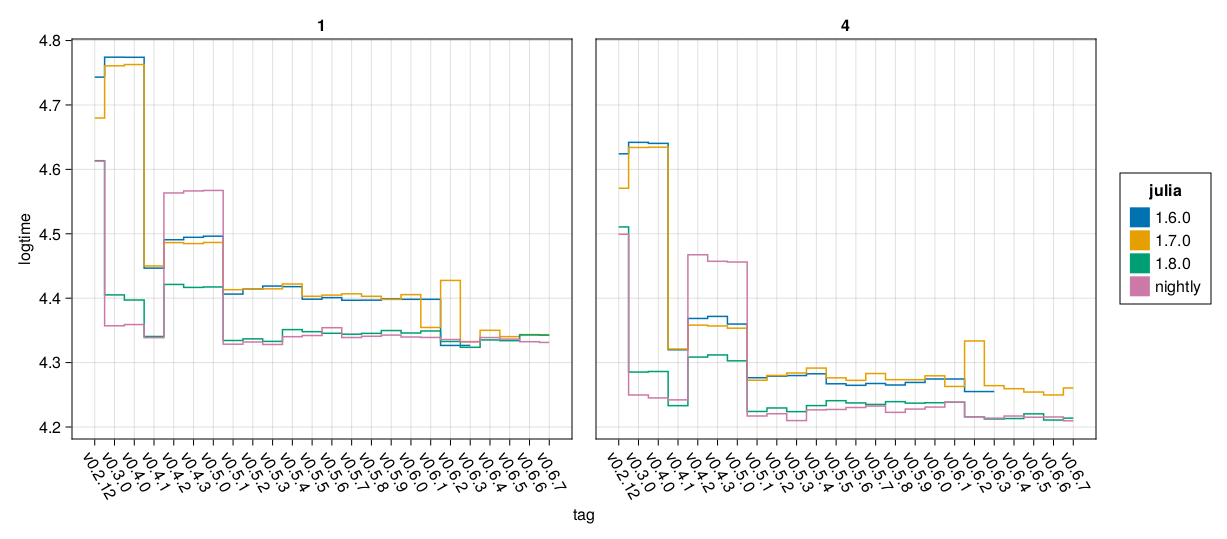 1
4
4.8
4.7
4.6
4.5
4.4
4.3
4.2
logtime
v0.2.12
v0.3.0
v0.4.0
v0.4.1
v0.4.2
v0.4.3
v0.5.0
v0.5.1
v0.5.2
v0.5.3
v0.5.4
v0.5.5
v0.5.6
v0.5.7
v0.5.8
v0.5.9
v0.6.0
v0.6.1
v0.6.2
v0.6.3
v0.6.4
v0.6.5
v0.6.6
v0.6.7
v0.2.12
v0.3.0
v0.4.0
v0.4.1
v0.4.2
v0.4.3
v0.5.0
v0.5.1
v0.5.2
v0.5.3
v0.5.4
v0.5.5
v0.5.6
v0.5.7
v0.5.8
v0.5.9
v0.6.0
v0.6.1
v0.6.2
v0.6.3
v0.6.4
v0.6.5
v0.6.6
v0.6.7
tag
julia
1.6.0
1.7.0
1.8.0
nightly